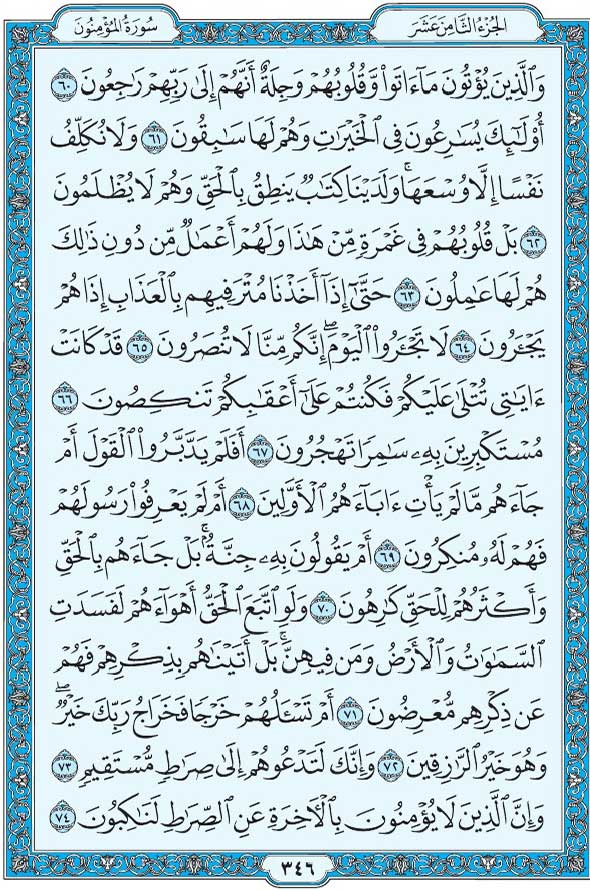 الجزء الثامن عشر
سورة المؤمنون
وَٱلَّذِينَ يُؤْتُونَ مَآ ءَاتَوا۟ وَّقُلُوبُهُمْ وَجِلَةٌ أَنَّهُمْ إِلَىٰ رَبِّهِمْ رَٰجِعُونَ ٦٠
أُو۟لَٰٓئِكَ يُسَٰرِعُونَ فِى ٱلْخَيْرَٰتِ وَهُمْ لَهَا سَٰبِقُونَ ٦١ وَلَا نُكَلِّفُ
نَفْسًا إِلَّا وُسْعَهَا ۚ وَلَدَيْنَا كِتَٰبٌ يَنطِقُ بِٱلْحَقِّ وَهُمْ لَا يُظْلَمُونَ
٦٢ بَلْ قُلُوبُهُمْ فِى غَمْرَةٍ مِّنْ هَٰذَا وَلَهُمْ أَعْمَٰلٌ مِّن دُونِ ذَٰلِكَ
هُمْ لَهَا عَٰمِلُونَ ٦٣ حَتَّىٰٓ إِذَآ أَخَذْنَا مُتْرَفِيهِم بِٱلْعَذَابِ إِذَا هُمْ
يَجْـَٔرُونَ ٦٤ لَا تَجْـَٔرُوا۟ ٱلْيَوْمَ ۖ إِنَّكُم مِّنَّا لَا تُنصَرُونَ ٦٥ قَدْ كَانَتْ
ءَايَٰتِى تُتْلَىٰ عَلَيْكُمْ فَكُنتُمْ عَلَىٰٓ أَعْقَٰبِكُمْ تَنكِصُونَ ٦٦
مُسْتَكْبِرِينَ بِهِۦ سَٰمِرًا تَهْجُرُونَ ٦٧ أَفَلَمْ يَدَّبَّرُوا۟ ٱلْقَوْلَ أَمْ
جَآءَهُم مَّا لَمْ يَأْتِ ءَابَآءَهُمُ ٱلْأَوَّلِينَ ٦٨ أَمْ لَمْ يَعْرِفُوا۟ رَسُولَهُمْ
فَهُمْ لَهُۥ مُنكِرُونَ ٦٩ أَمْ يَقُولُونَ بِهِۦ جِنَّةٌۢ ۚ بَلْ جَآءَهُم بِٱلْحَقِّ
وَأَكْثَرُهُمْ لِلْحَقِّ كَٰرِهُونَ ٧٠ وَلَوِ ٱتَّبَعَ ٱلْحَقُّ أَهْوَآءَهُمْ لَفَسَدَتِ
ٱلسَّمَٰوَٰتُ وَٱلْأَرْضُ وَمَن فِيهِنَّ ۚ بَلْ أَتَيْنَٰهُم بِذِكْرِهِمْ فَهُمْ
عَن ذِكْرِهِم مُّعْرِضُونَ ٧١ أَمْ تَسْـَٔلُهُمْ خَرْجًا فَخَرَاجُ رَبِّكَ خَيْرٌ ۖ
وَهُوَ خَيْرُ ٱلرَّٰزِقِينَ ٧٢ وَإِنَّكَ لَتَدْعُوهُمْ إِلَىٰ صِرَٰطٍ مُّسْتَقِيمٍ ٧٣
وَإِنَّ ٱلَّذِينَ لَا يُؤْمِنُونَ بِٱلْءَاخِرَةِ عَنِ ٱلصِّرَٰطِ لَنَٰكِبُونَ ٧٤
٣٤٦